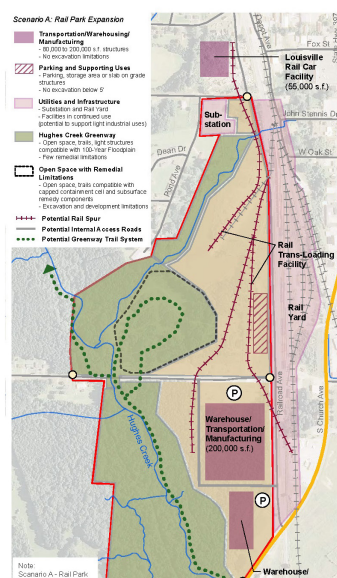 Scenario A: Rail Park Expansion
Transportation/Warehousing/
Manufacturing
- 80,000 to 200,000 s.f. structures
- No excavation limitations
Parking and Supporting Uses
- Parking, storage area or slab on grade
structures
- No excavation below 5'
Utilities and Infrastructure
- Substation and Rail Yard
- Facilities in continued use
(potential to support light industrial uses)
Hughes Creek Greenway
- Open space, trails, light structures
compatible with 100-Year Floodplain
- Few remedial limitations
Open Space with Remedial
Limitations
- Open space, trails compatible with
capped containment cell and subsurface
remedy components
- Excavation and development limitations
Potential Rail Spur
Potential Internal Access Roads
Potential Greenway Trail System
Fox St
Louisville
Rail Car
Facility
(55,000 s.f.)
Sub-
station
John Stennis Dr
W Oak St
Dean Dr
Pond Ave
Rail
Trans-Loading
Facility
Rail
Yard
Railroad Ave
S Church Ave
P
Warehouse/
Transportation/
Manufacturing
(200,000 s.f.)
Hughes Creek
P
Warehouse/
Note:
Scenario A - Rail Park